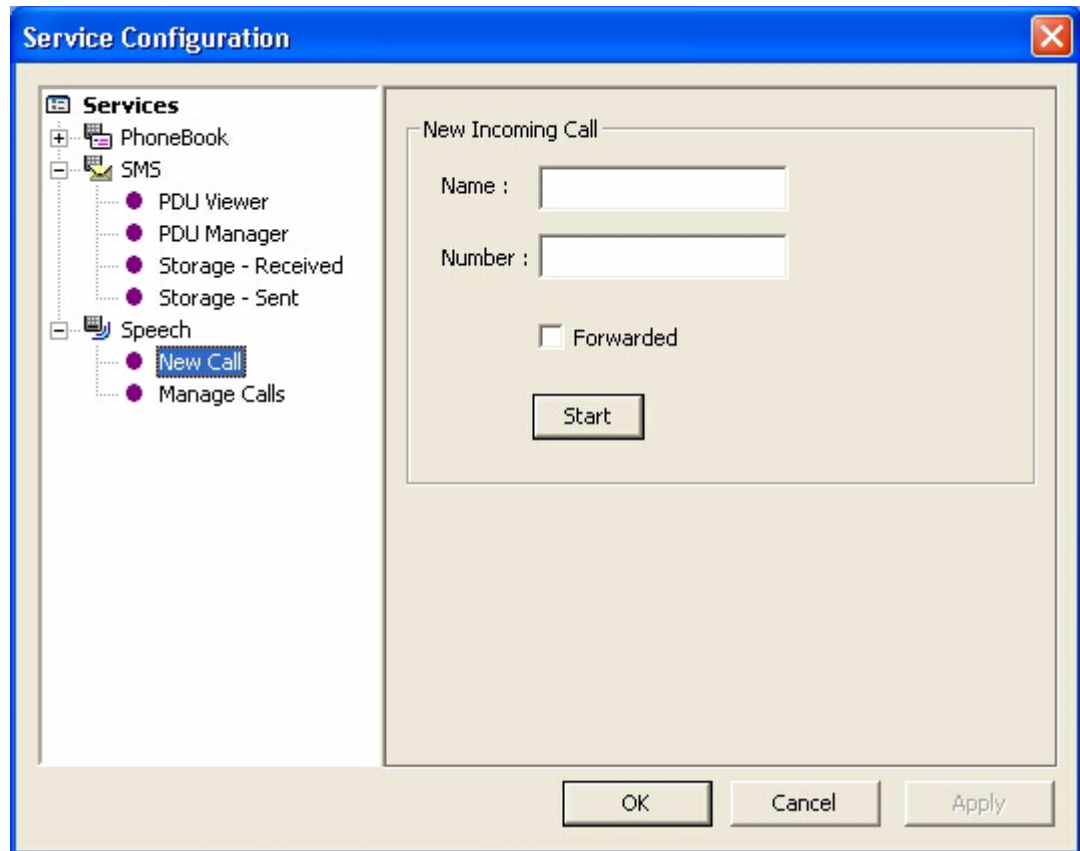 Service Configuration
Services
PhoneBook
SMS
PDU Viewer
PDU Manager
Storage - Received
Storage - Sent
Speech
New Call
Manage Calls
New Incoming Call
Name :
Number :
Forwarded
Start
OK
Cancel
Apply